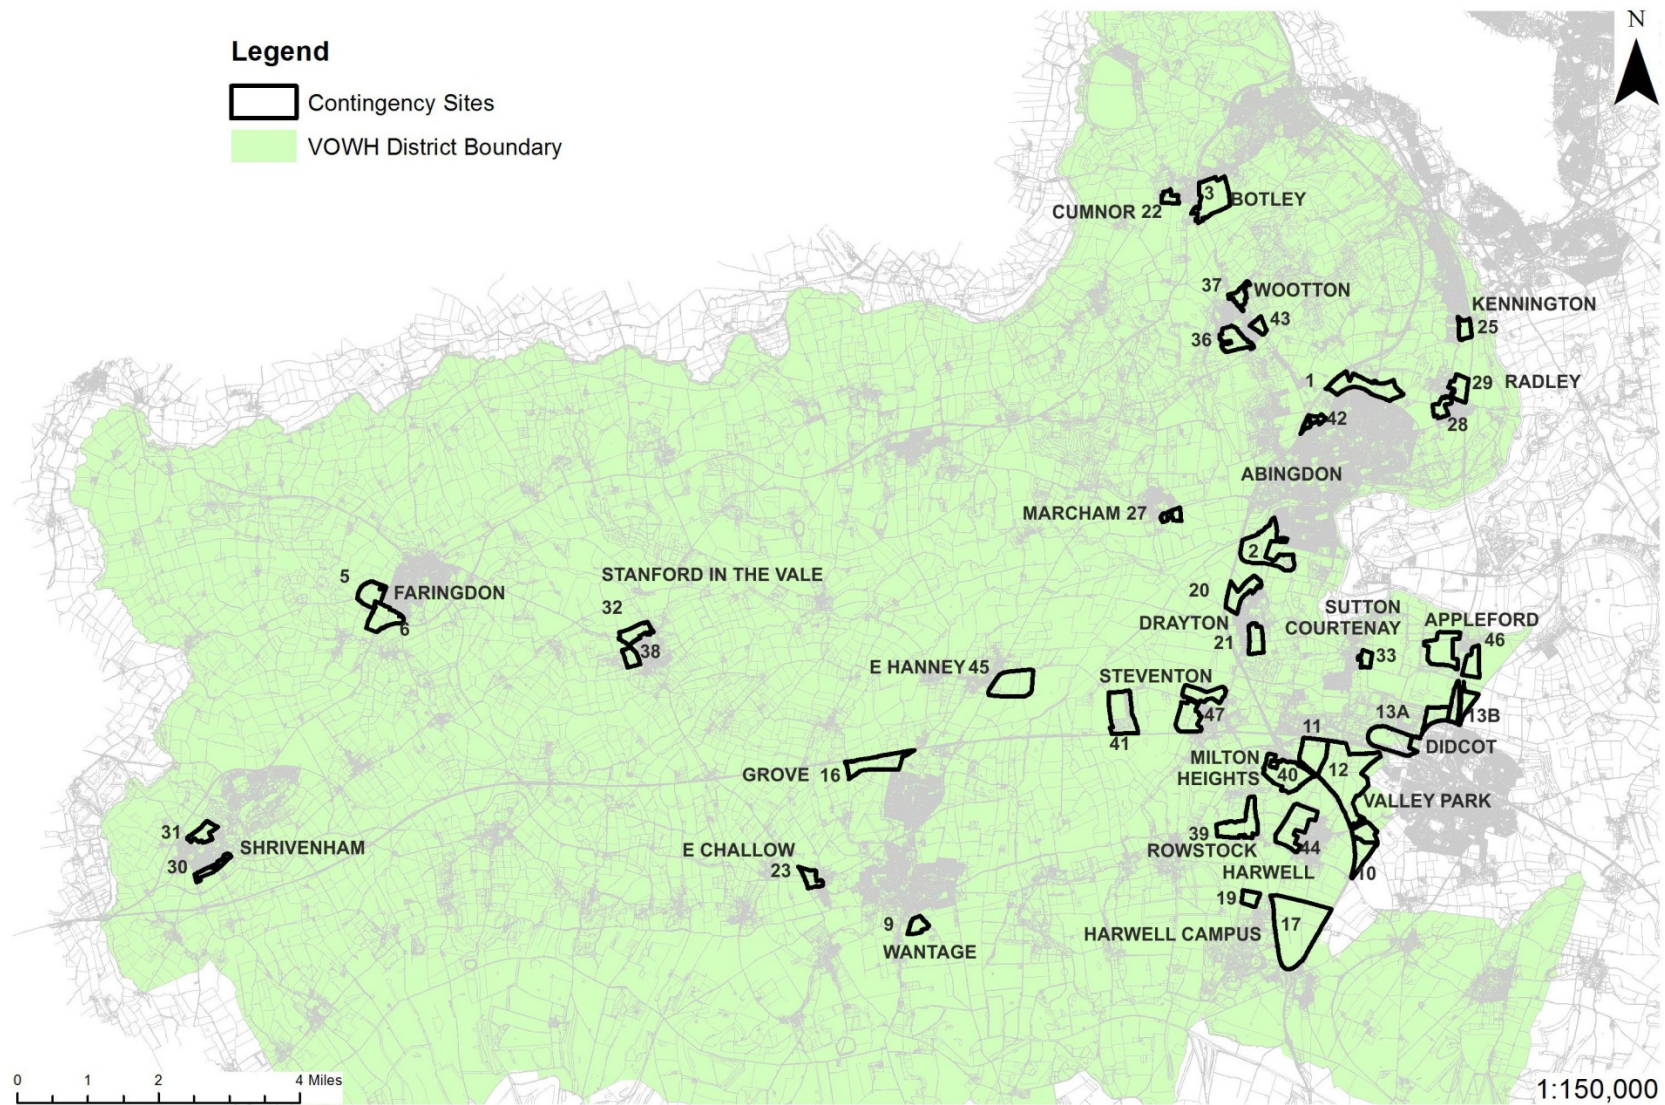 N
Legend
Contingency Sites
VOWH District Boundary
3
BOTLEY
CUMNOR 22
37
WOOTTON
KENNINGTON
43
25
36
1
29
RADLEY
42
28
ABINGDON
MARCHAM 27
2
5
STANFORD IN THE VALE
FARINGDON
20
32
SUTTON
COURTENAY
APPLEFORD
6
DRAYTON
46
21
38
33
E HANNEY 45
STEVENTON
47
13A
13B
11
41
DIDCOT
MILTON
HEIGHTS
40
12
GROVE 16
VALLEY PARK
31
39
SHRIVENHAM
E CHALLOW
ROWSTOCK
44
30
23
HARWELL
10
19
9
17
HARWELL CAMPUS
WANTAGE
0 1 2 4 Miles
1:150,000